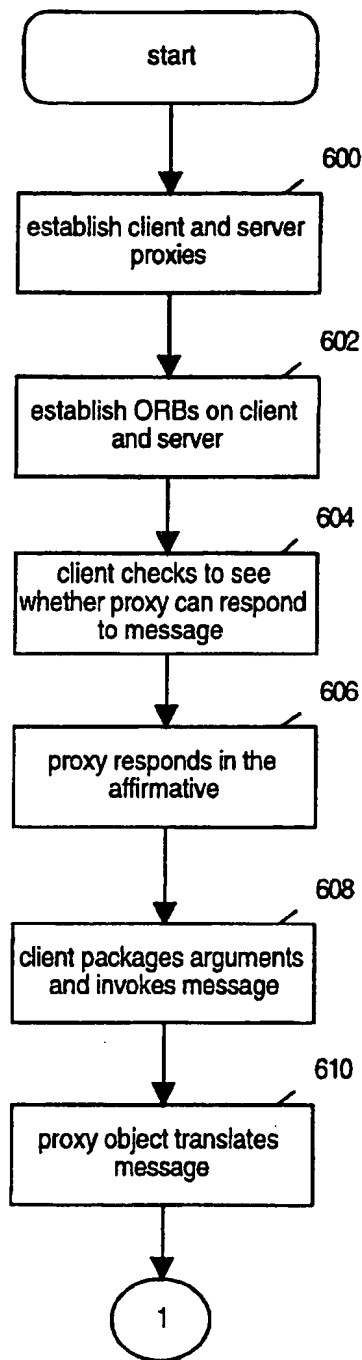 start
600
establish client and server
proxies
602
establish ORBs on client
and server
604
client checks to see
whether proxy can respond
to message
606
proxy responds in the
affirmative
608
client packages arguments
and invokes message
610
proxy object translates
message
1